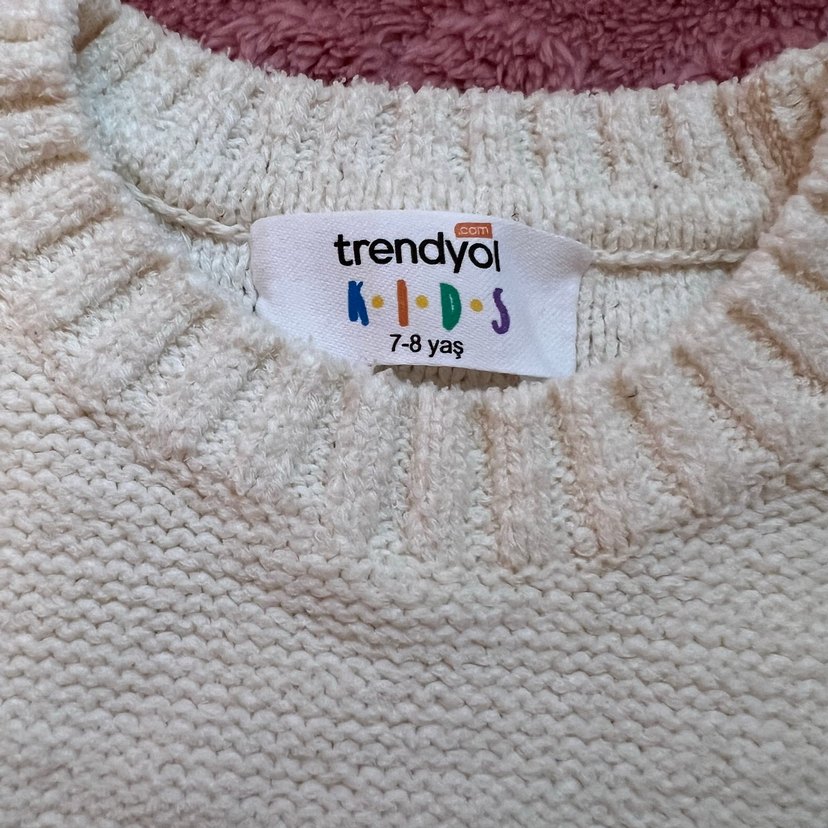 .com
trendyol
K•I•D•S
7-8 yaş